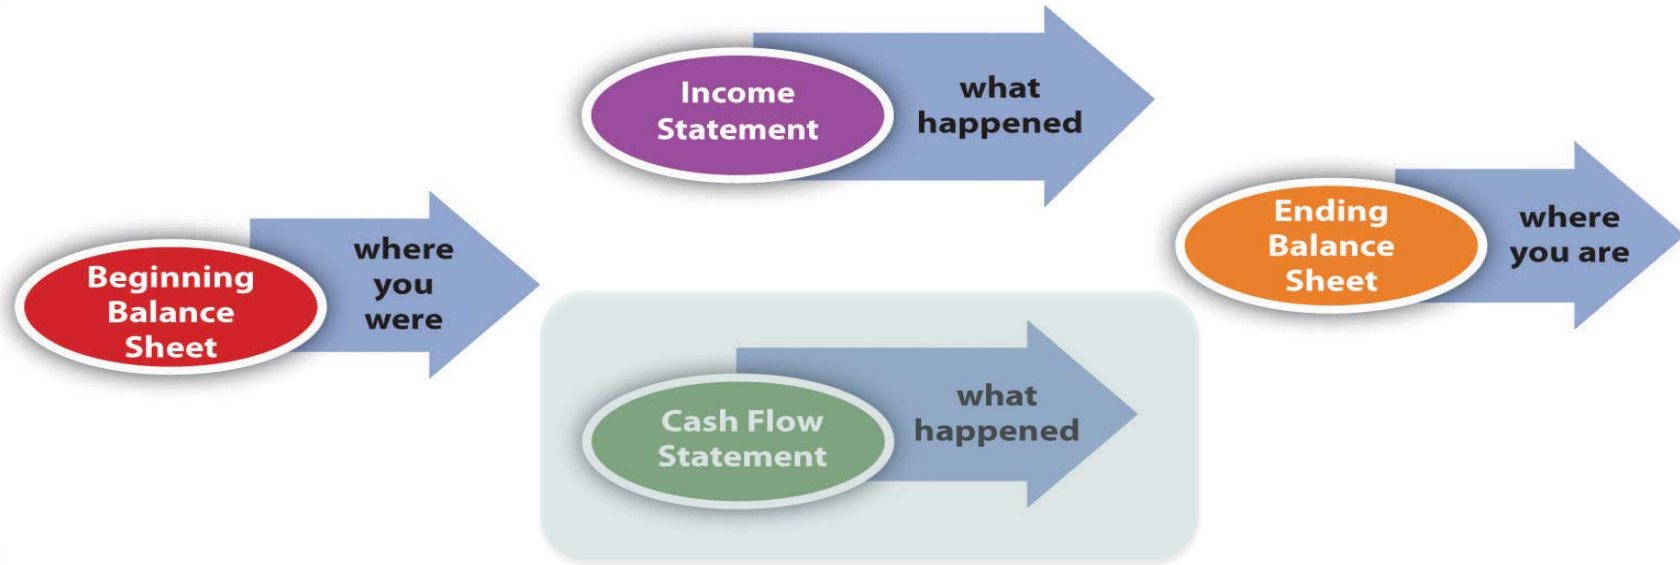 Beginning
Balance
Sheet
where
you
were
Income
Statement
what
happened
Cash Flow
Statement
what
happened
Ending
Balance
Sheet
where
you are